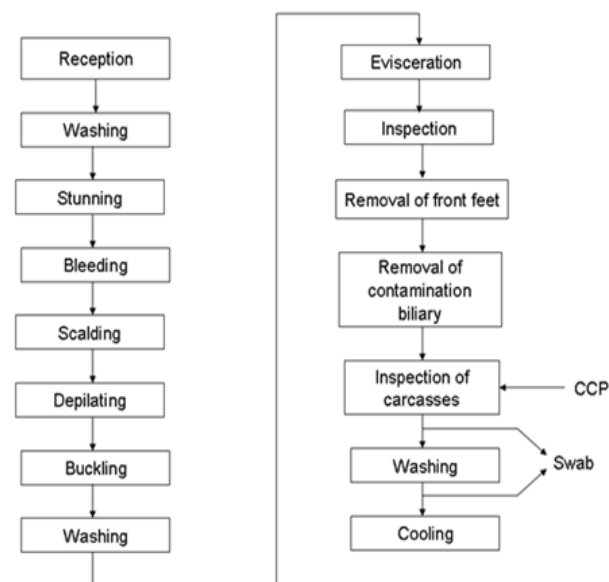 Reception
Washing
Stunning
Bleeding
Scalding
Depilating
Buckling
Washing
Evisceration
Inspection
Removal of front feet
Removal of
contamination
biliary
Inspection of
carcasses
CCP
Washing
Swab
Cooling